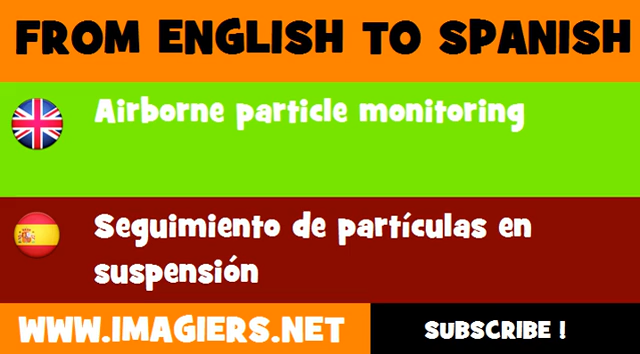 FROM ENGLISH TO SPANISH
Airborne particle monitoring
Seguimiento de partículas en
suspensión
WWW.IMAGIERS.NET
SUBSCRIBE !